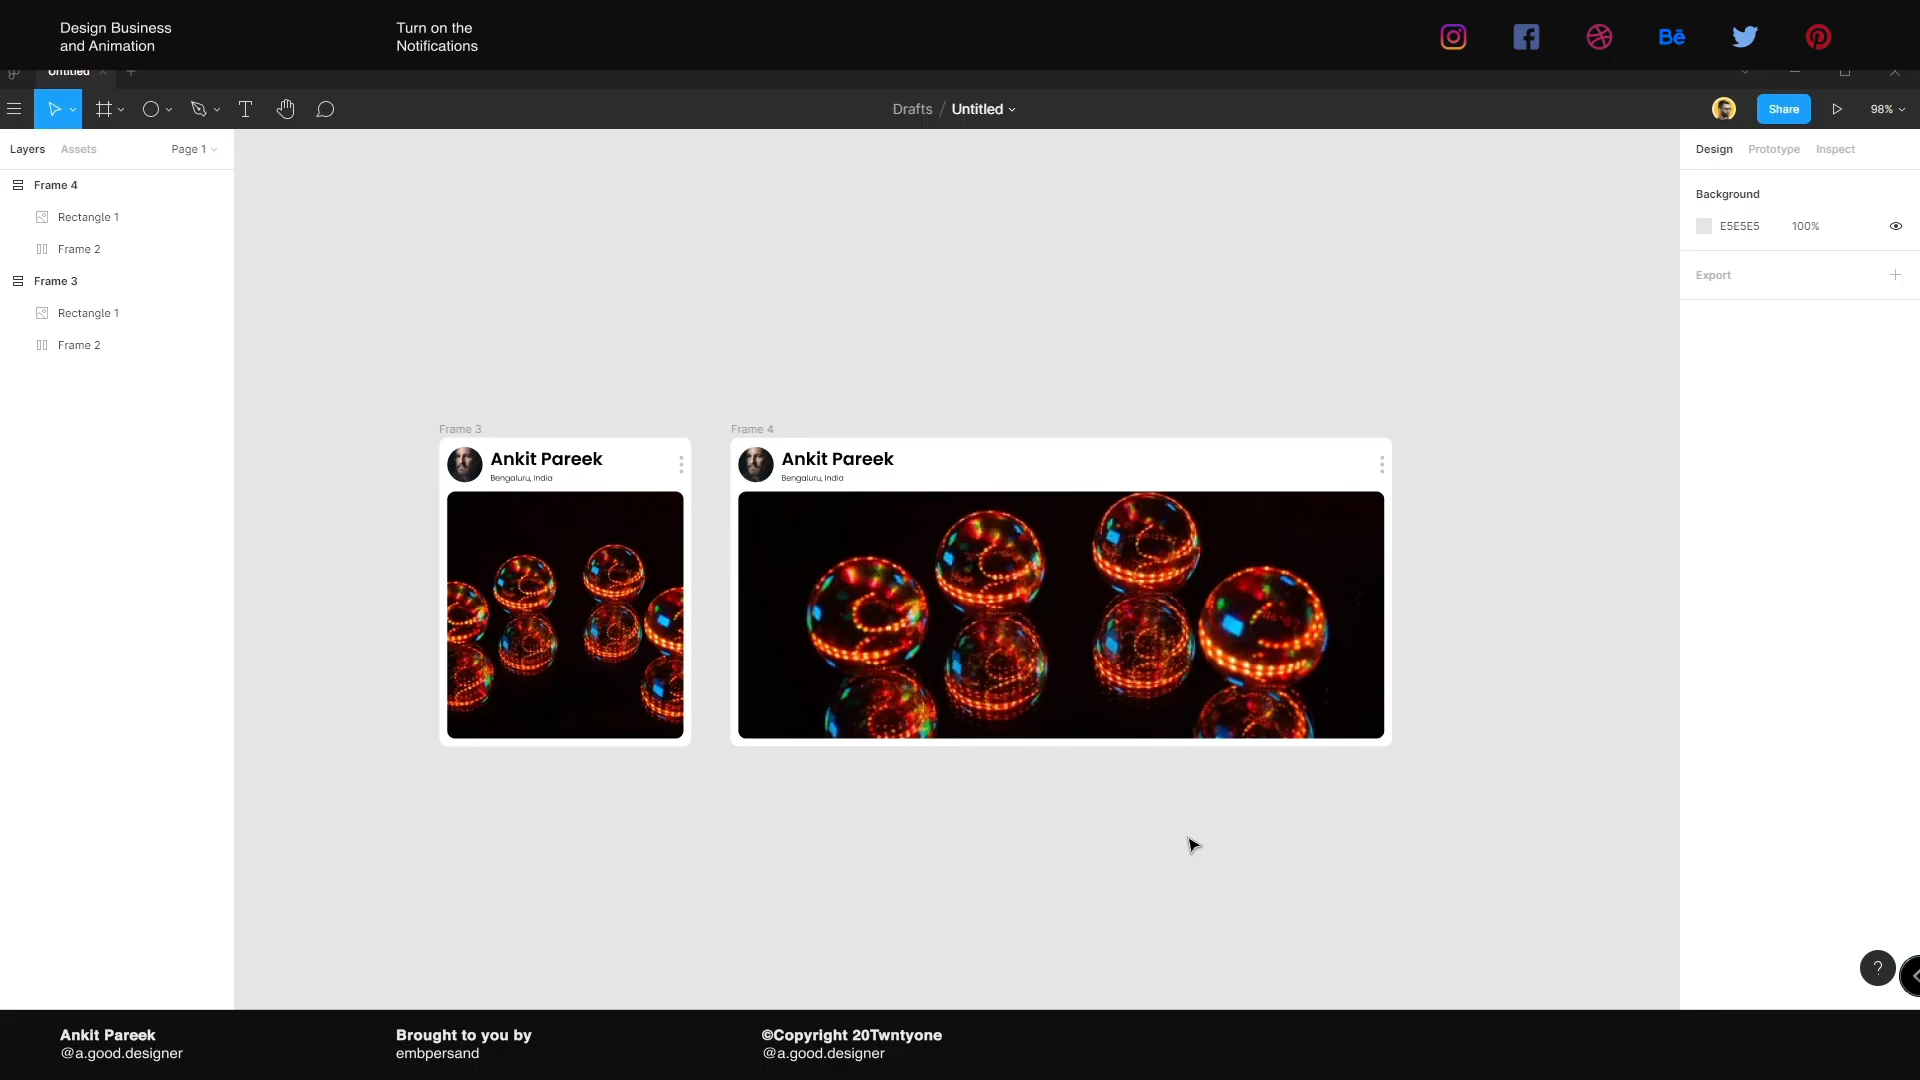 Design Business
and Animation
Turn on the
Notifications
Bē
Untitled
Drafts / Untitled
Share
98%
Layers
Assets
Page 1
Design
Prototype
Inspect
Frame 4
Rectangle 1
Frame 2
Frame 3
Rectangle 1
Frame 2
Background
E5E5E5
100%
Export
Frame 3
Ankit Pareek
Bengaluru, India
Frame 4
Ankit Pareek
Bengaluru, India
?
Ankit Pareek
@a.good.designer
Brought to you by
embpersand
©Copyright 20Twntyone
@a.good.designer